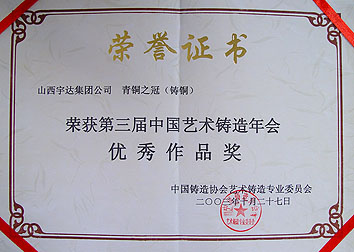 荣誉证书
山西宇达集团公司 青铜之冠（铸铜）
荣获第三届中国艺术铸造年会
优秀作品奖
中国铸造协会艺术铸造专业委员会
二〇〇三年十月二十七日